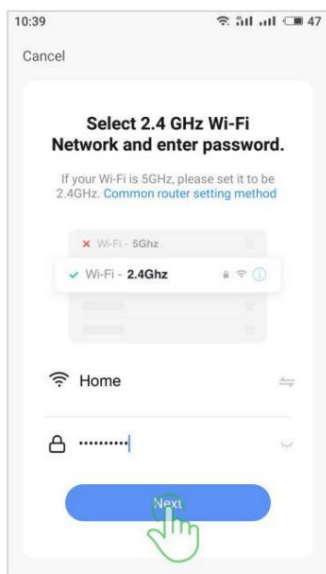 10:39 47
Cancel
Select 2.4 GHz Wi-Fi
Network and enter password.
If your Wi-Fi is 5GHz, please set it to be
2.4GHz. Common router setting method
Wi-Fi - 5Ghz
Wi-Fi - 2.4Ghz
Home
••••••••••
Next